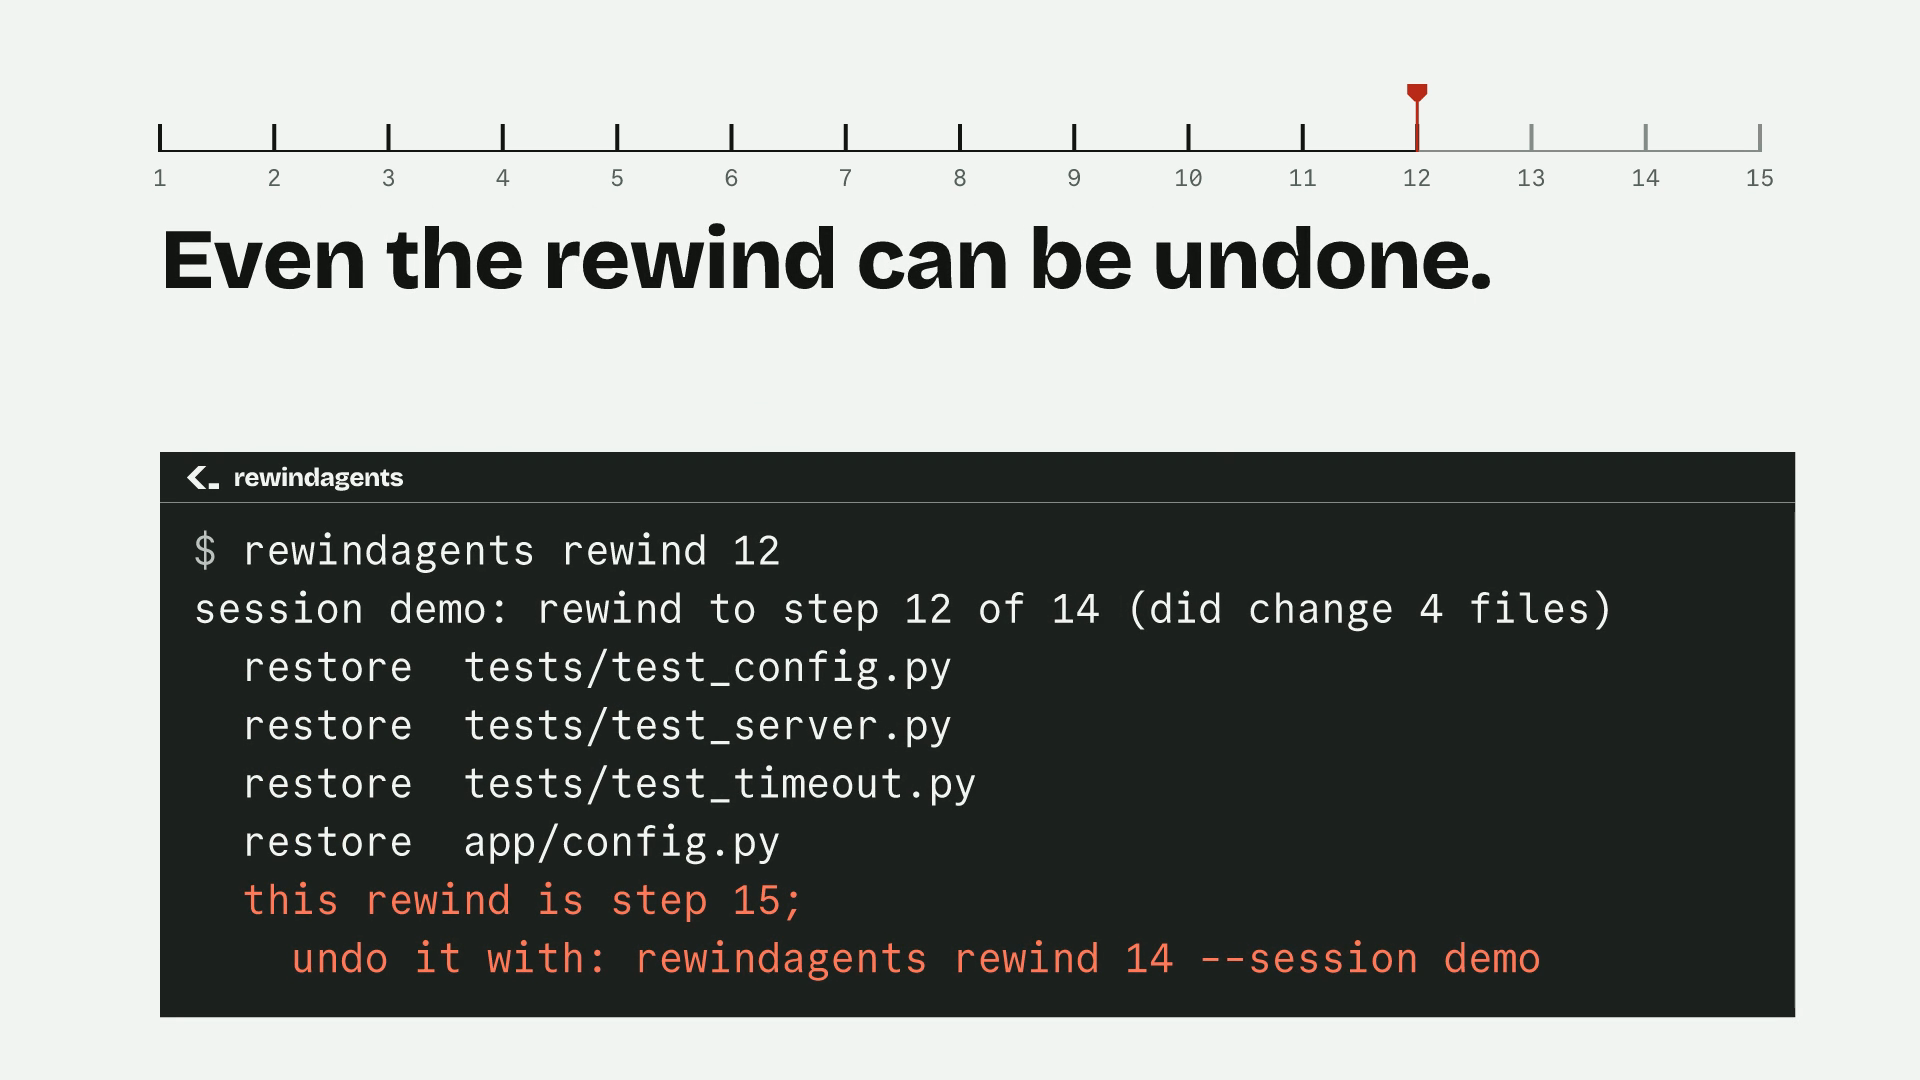 1 2 3 4 5 6 7 8 9 10 11 12 13 14 15
Even the rewind can be undone.
rewindagents
$ rewindagents rewind 12
session demo: rewind to step 12 of 14 (did change 4 files)
restore  tests/test_config.py
restore  tests/test_server.py
restore  tests/test_timeout.py
restore  app/config.py
this rewind is step 15;
undo it with: rewindagents rewind 14 --session demo